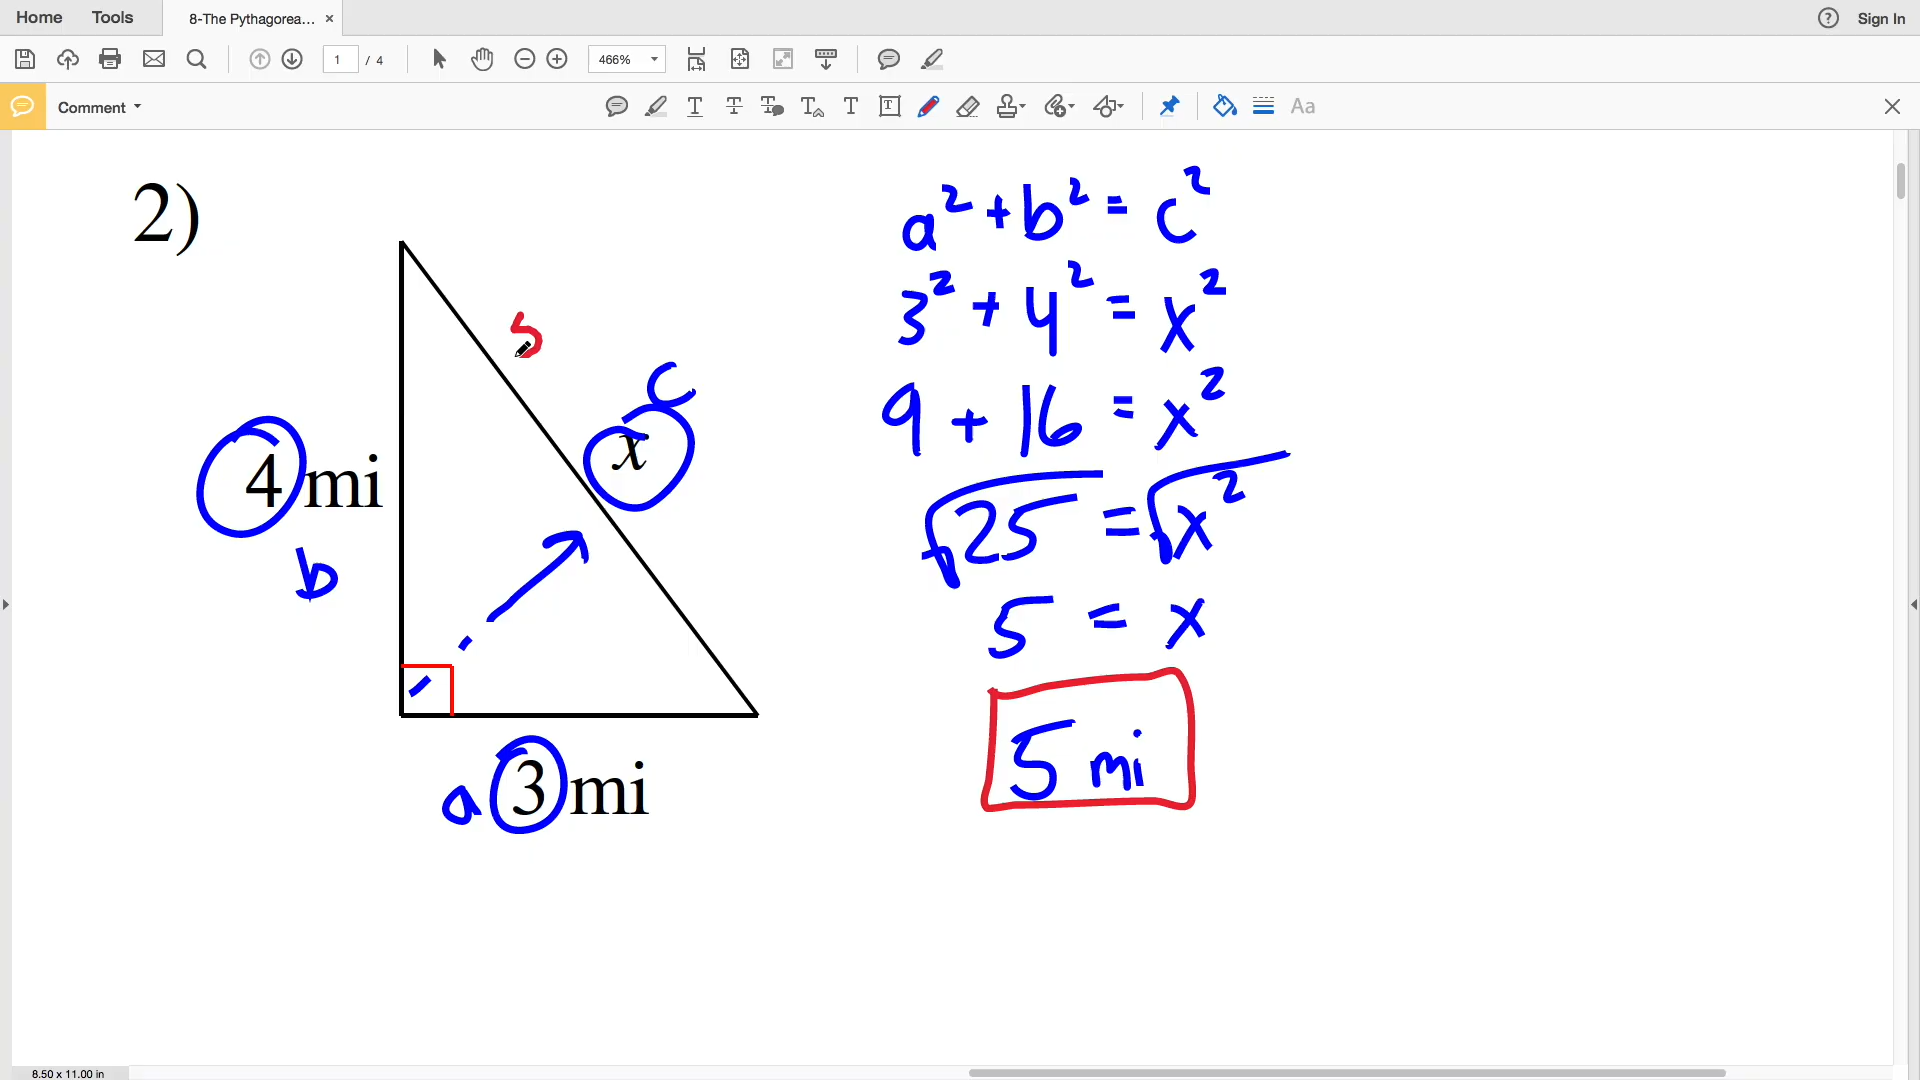 Home Tools 8-The Pythagorea... × ? Sign In
1 / 4 466%
Comment T T T T T T Aa
2)
a² + b² = c²
3² + 4² = x²
5
c
9 + 16 = x²
x
4 mi
√25 = √x²
b
5 = x
5 mi
a 3 mi
8.50 x 11.00 in